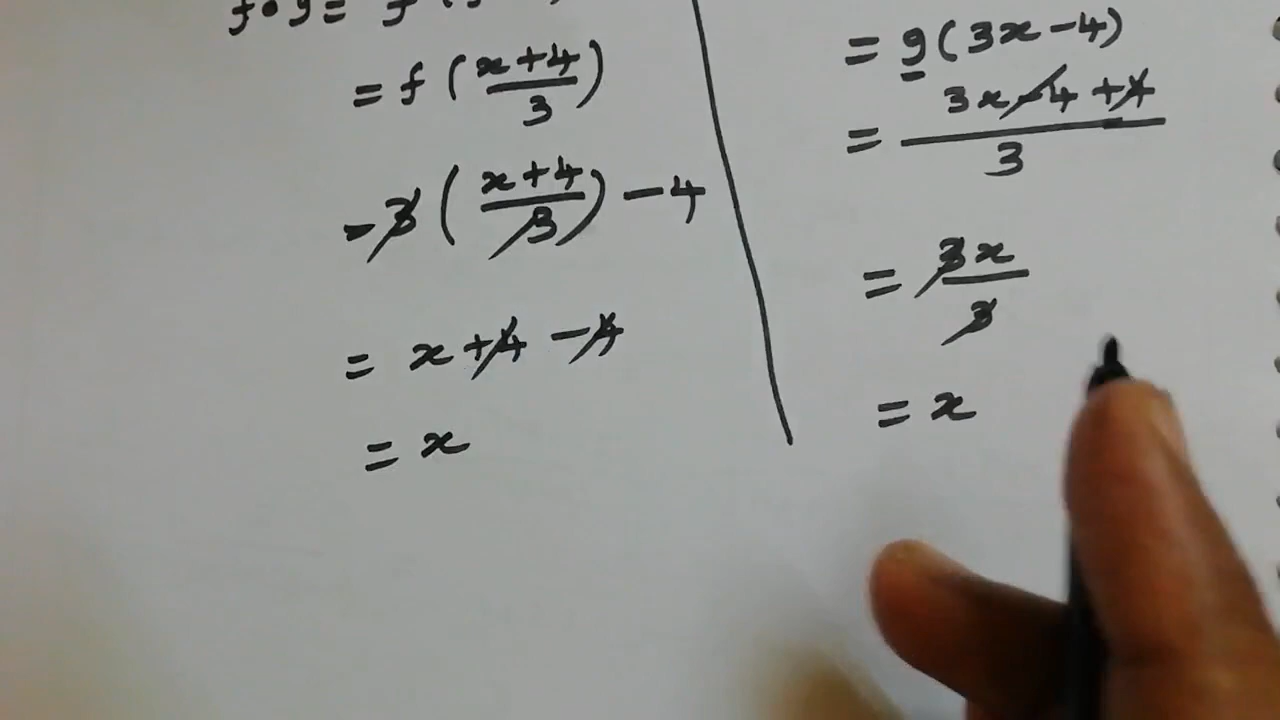 = f(x+4/3)
-3(x+4/3) -4
= x+4 -4
= x
= g(3x-4)
= 3x-4+4/3
= 3x/3
= x